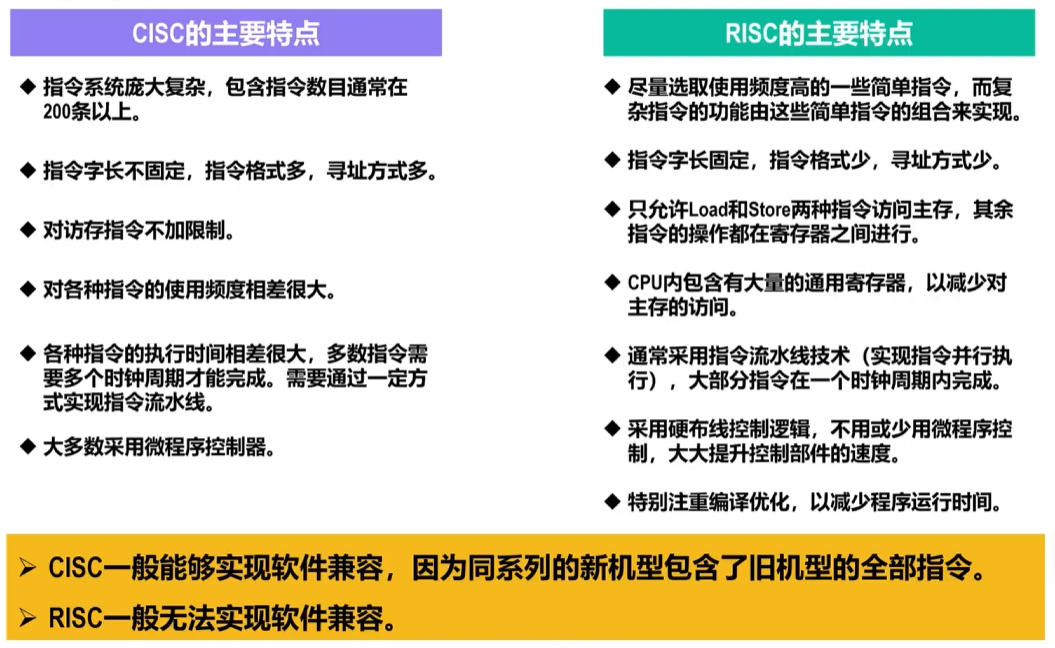 CISC的主要特点
◆ 指令系统庞大复杂，包含指令数目通常在
200条以上。
◆ 指令字长不固定，指令格式多，寻址方式多。
◆ 对访存指令不加限制。
◆ 对各种指令的使用频度相差很大。
◆ 各种指令的执行时间相差很大，多数指令需
要多个时钟周期才能完成。需要通过一定方
式实现指令流水线。
◆ 大多数采用微程序控制器。
RISC的主要特点
◆ 尽量选取使用频度高的一些简单指令，而复
杂指令的功能由这些简单指令的组合来实现。
◆ 指令字长固定，指令格式少，寻址方式少。
◆ 只允许Load和Store两种指令访问主存，其余
指令的操作都在寄存器之间进行。
◆ CPU内包含有大量的通用寄存器，以减少对
主存的访问。
◆ 通常采用指令流水线技术（实现指令并行执
行），大部分指令在一个时钟周期内完成。
◆ 采用硬布线控制逻辑，不用或少用微程序控
制，大大提升控制部件的速度。
◆ 特别注重编译优化，以减少程序运行时间。
➢ CISC一般能够实现软件兼容，因为同系列的新机型包含了旧机型的全部指令。
➢ RISC一般无法实现软件兼容。